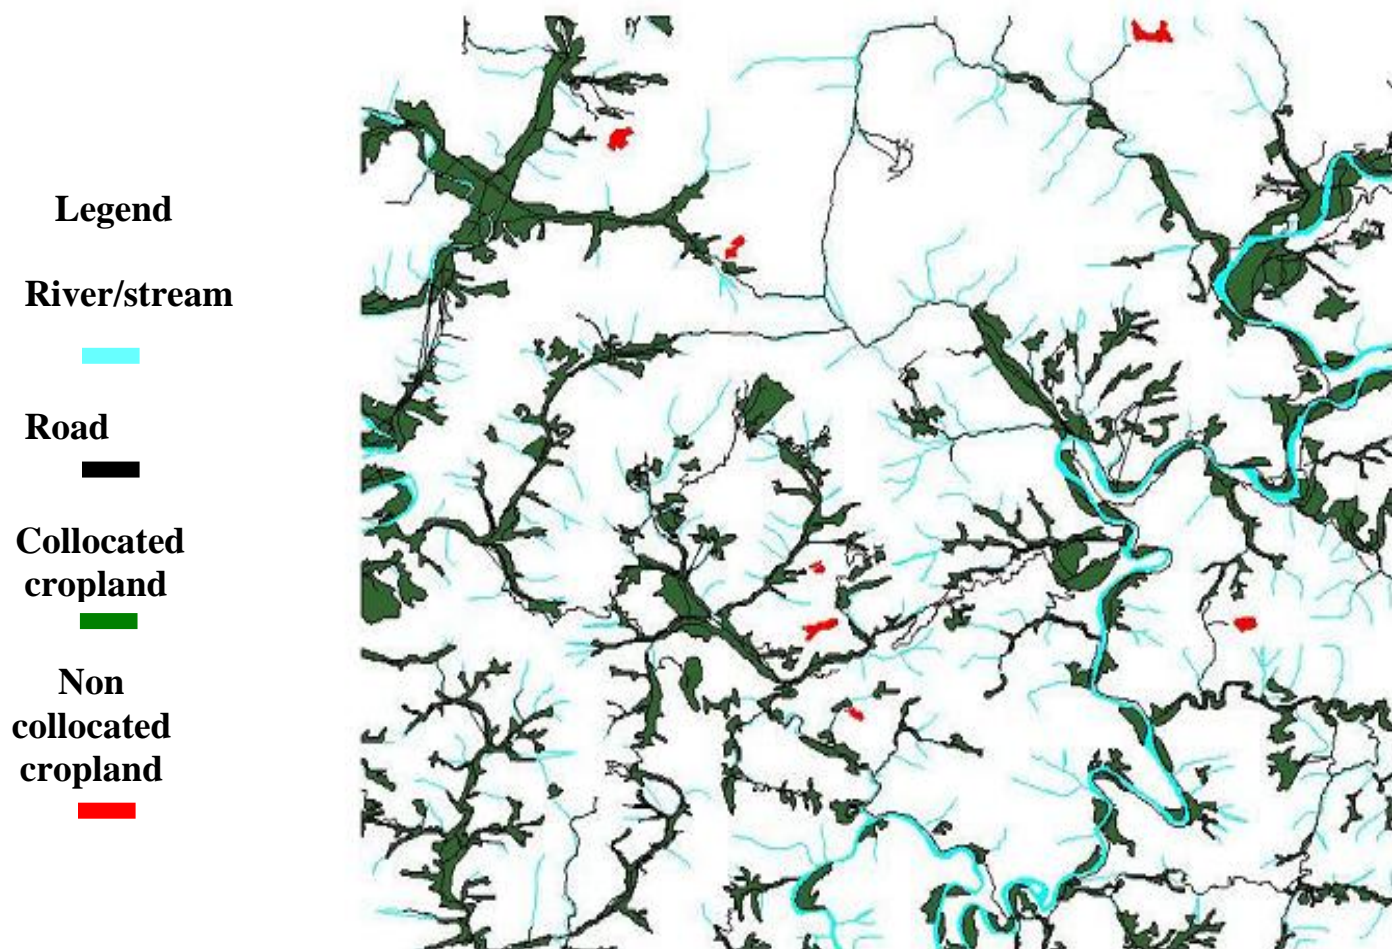 Legend
River/stream
Road
Collocated
cropland
Non
collocated
cropland